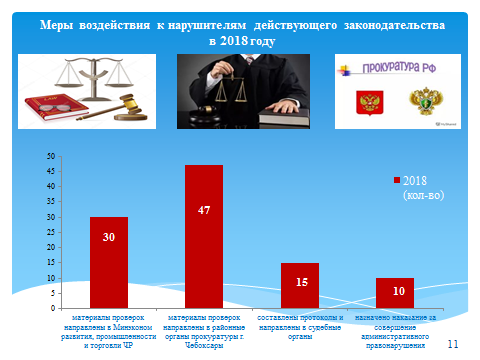 Меры воздействия к нарушителям действующего законодательства
в 2018 году
LAW
ПРОКУРАТУРА РФ
50
45
40
35
30
25
20
15
10
5
0
30
47
15
10
2018
(кол-во)
материалы проверок
направлены в Минэконом
развития, промышленности
и торговли ЧР
материалы проверок
направлены в районные
органы прокуратуры г.
Чебоксары
составлены протоколы и
направлены в судебные
органы
назначено наказание за
совершение
административного
правонарушения
11